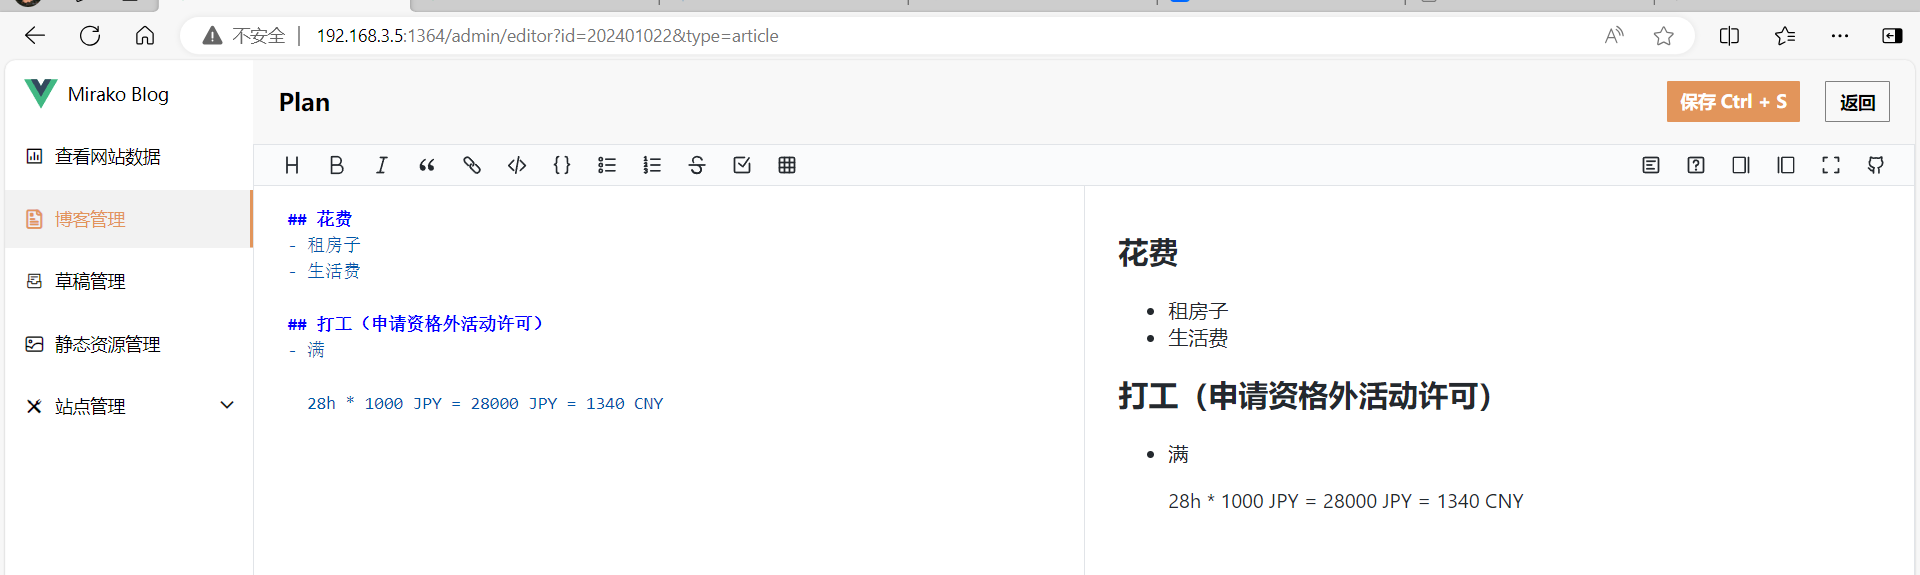 不安全
192.168.3.5:1364/admin/editor?id=202401022&type=article
Mirako Blog
查看网站数据
博客管理
草稿管理
静态资源管理
站点管理
Plan
保存 Ctrl + S
返回
## 花费
- 租房子
- 生活费
## 打工（申请资格外活动许可）
- 满
28h * 1000 JPY = 28000 JPY = 1340 CNY
花费
租房子
生活费
打工（申请资格外活动许可）
满
28h * 1000 JPY = 28000 JPY = 1340 CNY